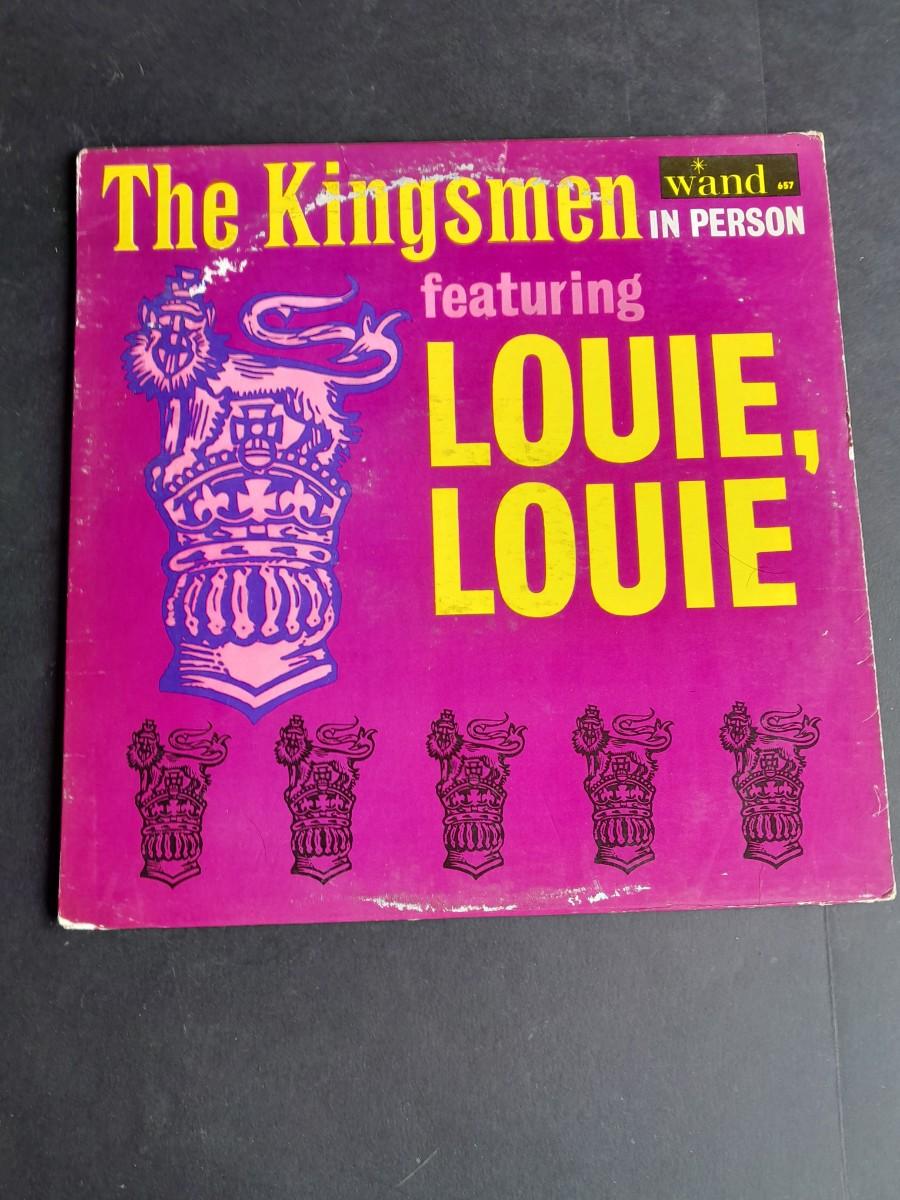 The Kingsmen
wand 657
IN PERSON
featuring
LOUIE,
LOUIE